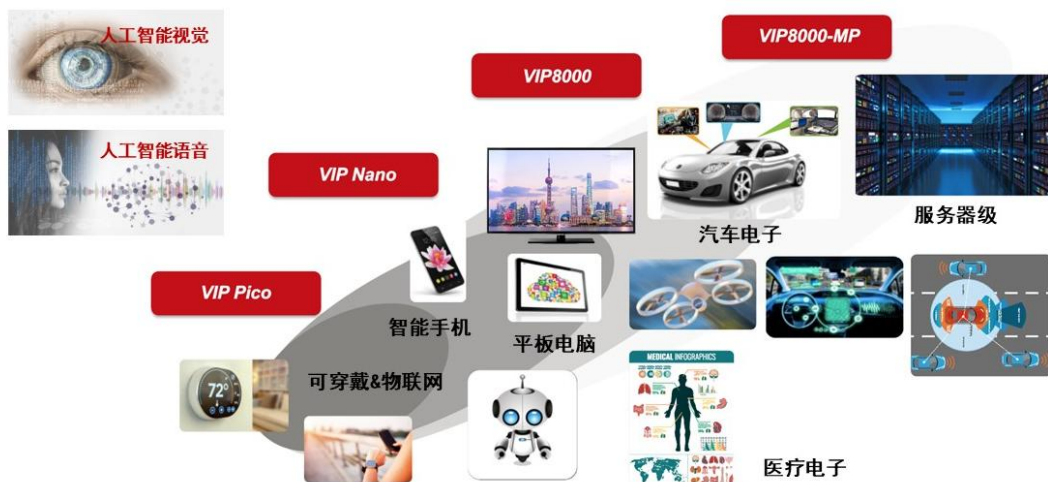 人工智能视觉
人工智能语音
VIP Pico
VIP Nano
VIP8000
VIP8000-MP
汽车电子
服务器级
智能手机
平板电脑
可穿戴&物联网
72°
MEDICAL INFOGRAPHICS
医疗电子